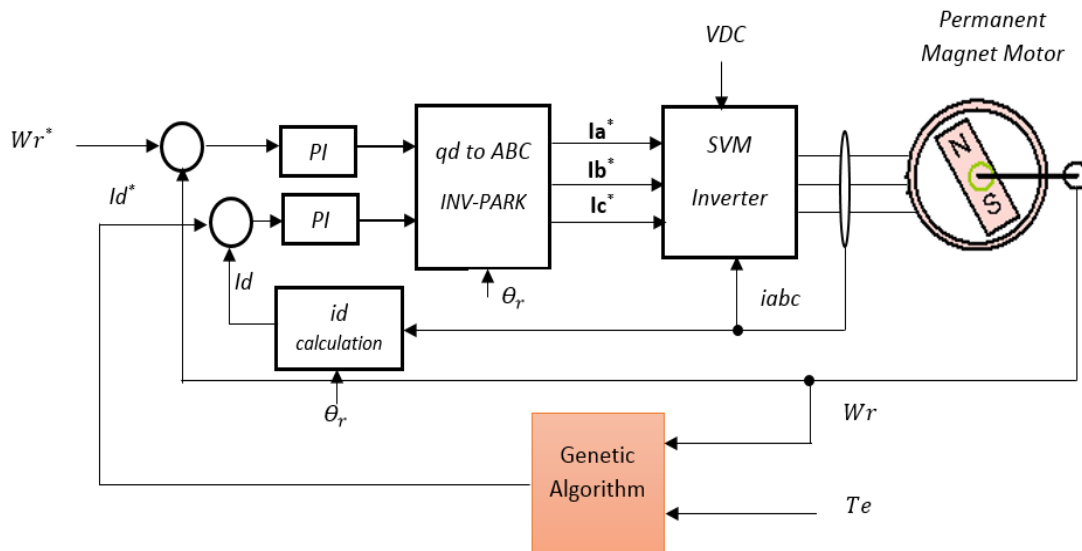 Permanent
Magnet Motor
VDC
Wr*
PI
qd to ABC
INV-PARK
Ia*
Ib*
Ic*
SVM
Inverter
N
S
Id*
PI
Id
θr
iabc
id
calculation
θr
Wr
Genetic
Algorithm
Te